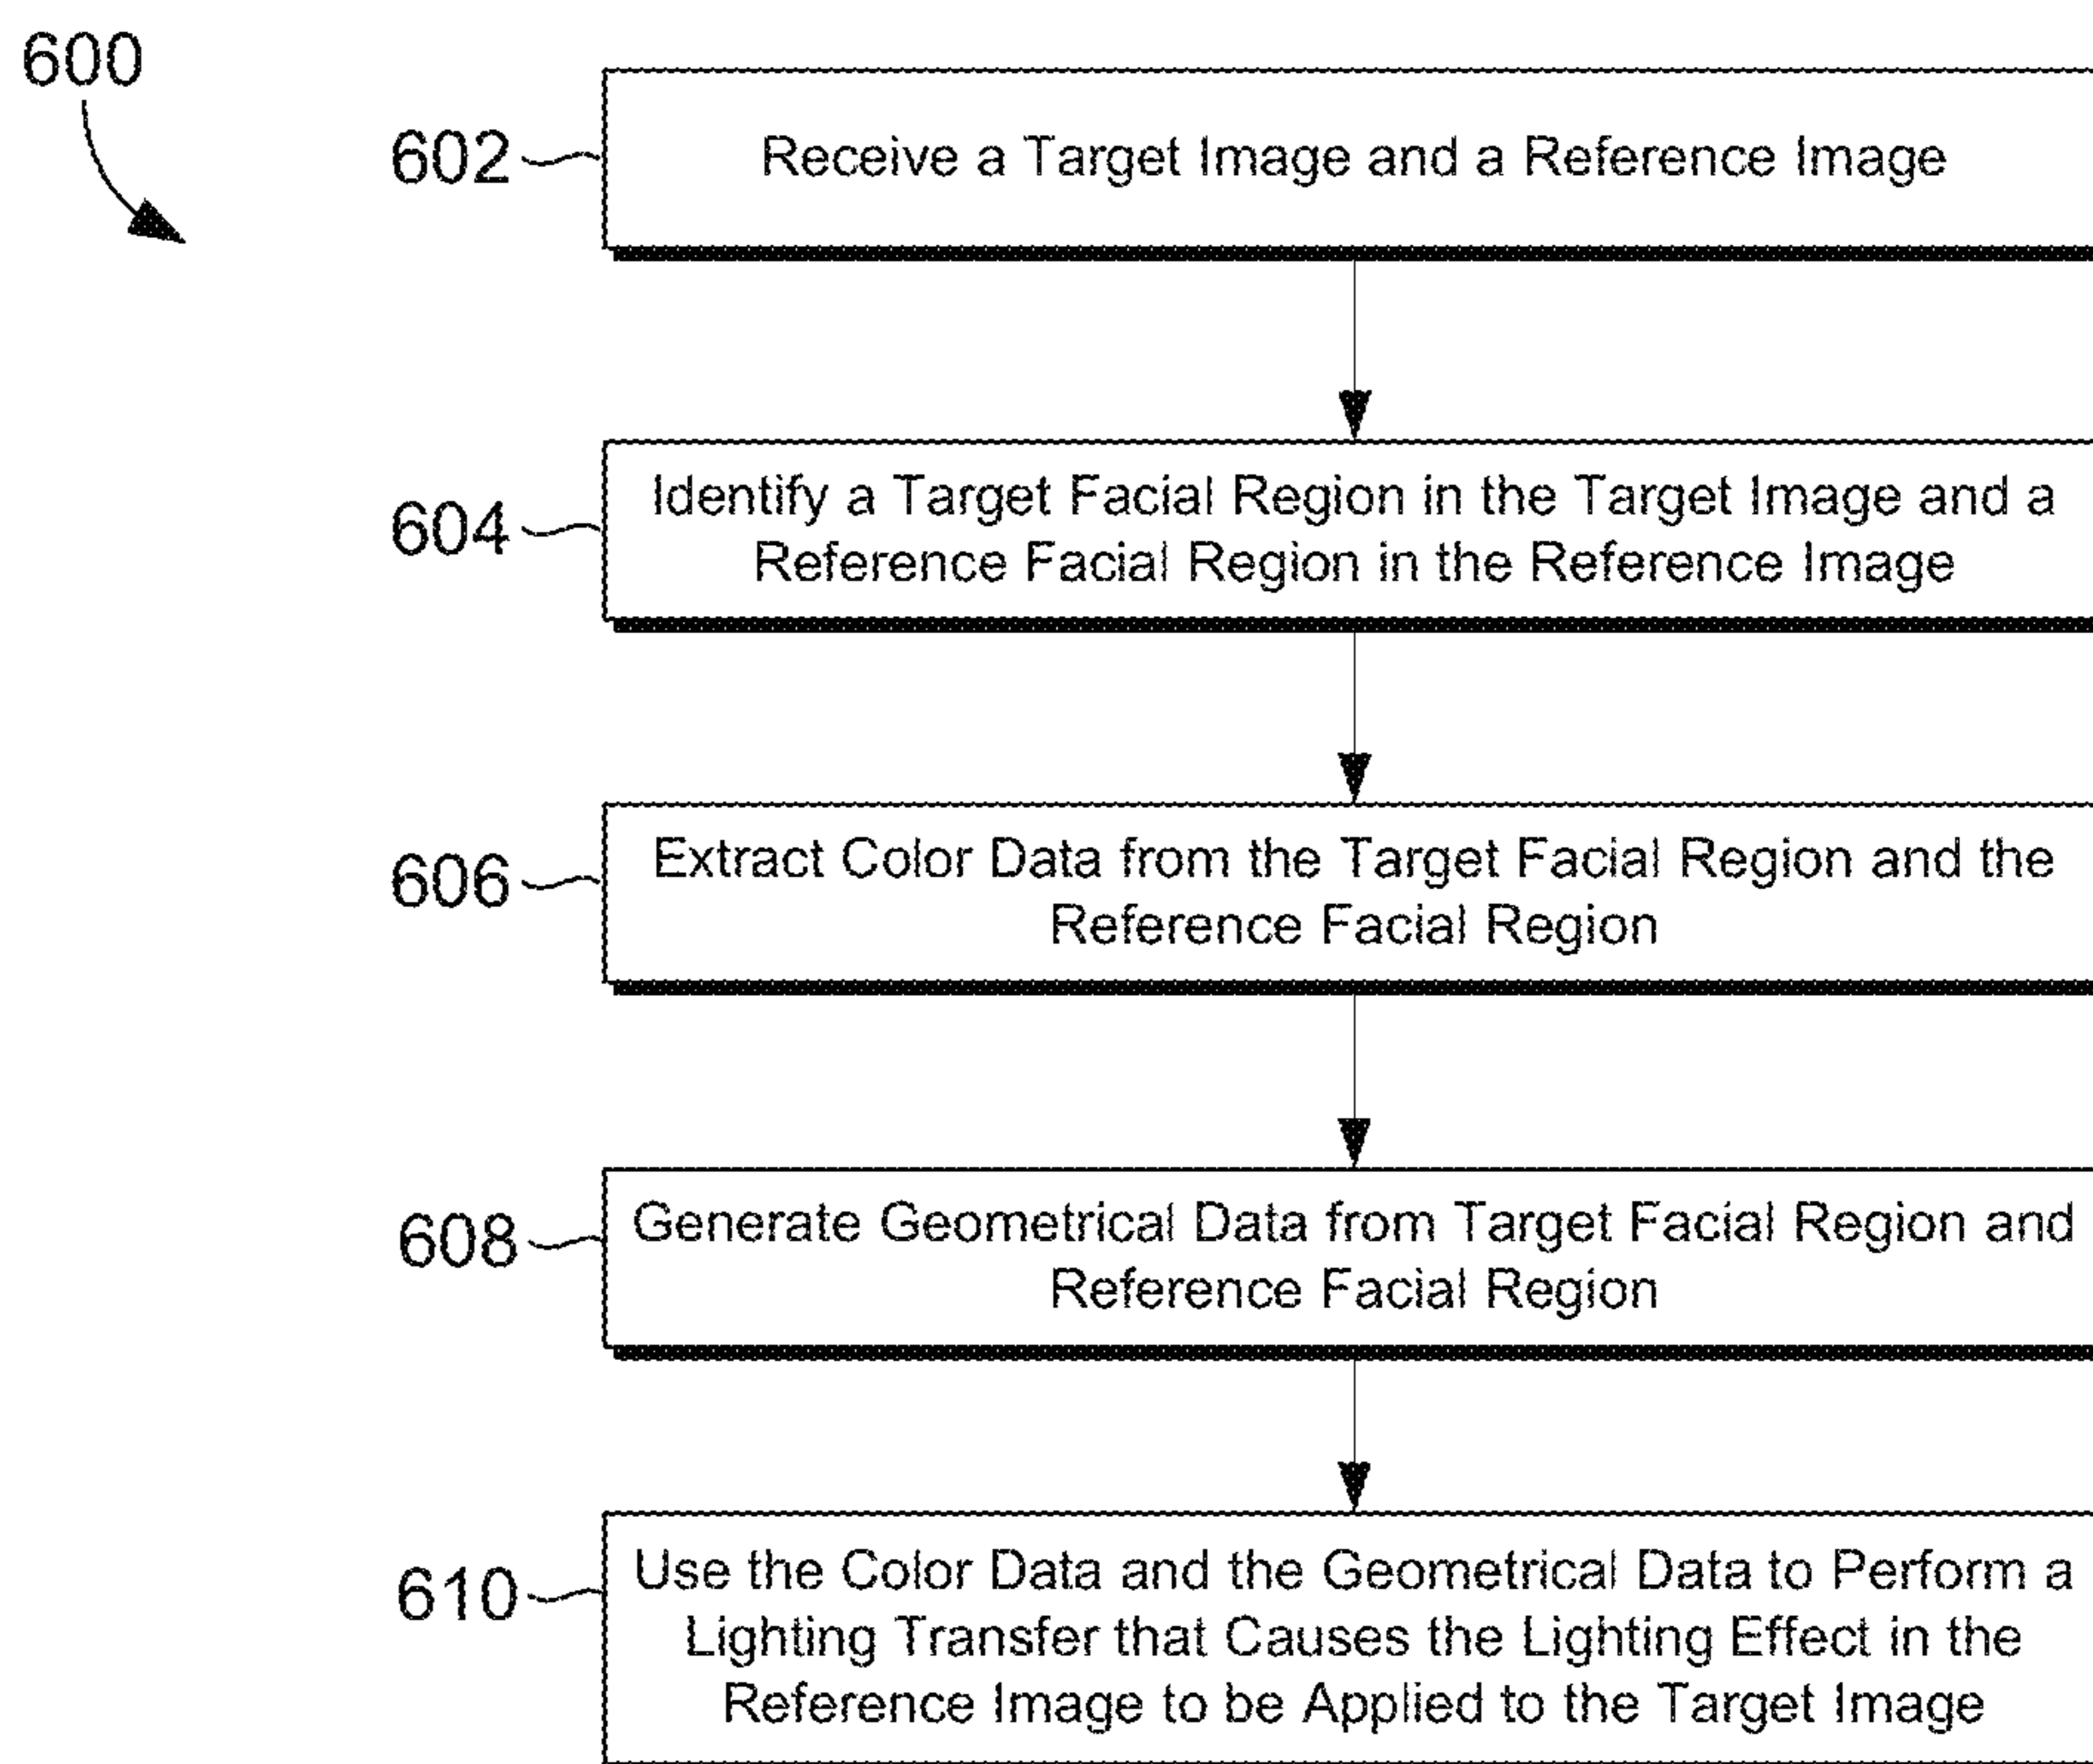 600
602
Receive a Target Image and a Reference Image
604
Identify a Target Facial Region in the Target Image and a
Reference Facial Region in the Reference Image
606
Extract Color Data from the Target Facial Region and the
Reference Facial Region
608
Generate Geometrical Data from Target Facial Region and
Reference Facial Region
610
Use the Color Data and the Geometrical Data to Perform a
Lighting Transfer that Causes the Lighting Effect in the
Reference Image to be Applied to the Target Image